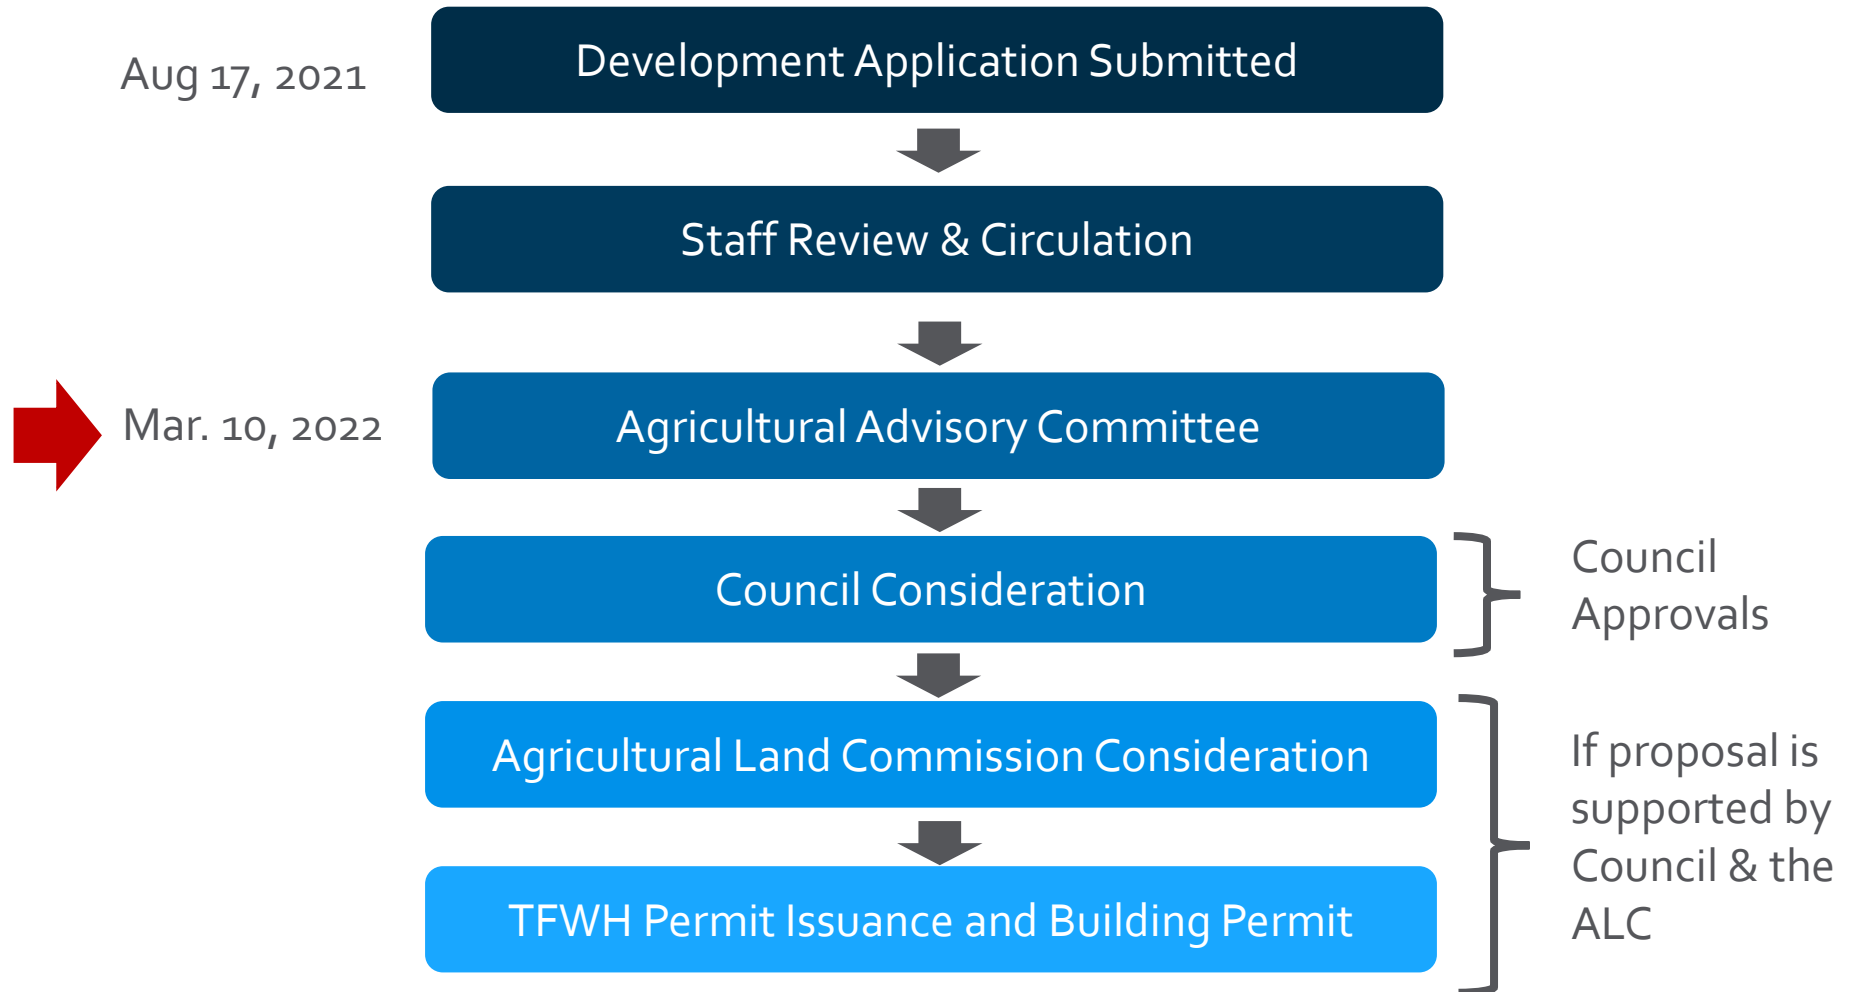 Aug 17, 2021
Development Application Submitted
Staff Review & Circulation
Mar. 10, 2022
Agricultural Advisory Committee
Council Consideration
Council
Approvals
Agricultural Land Commission Consideration
TFWH Permit Issuance and Building Permit
If proposal is
supported by
Council & the
ALC